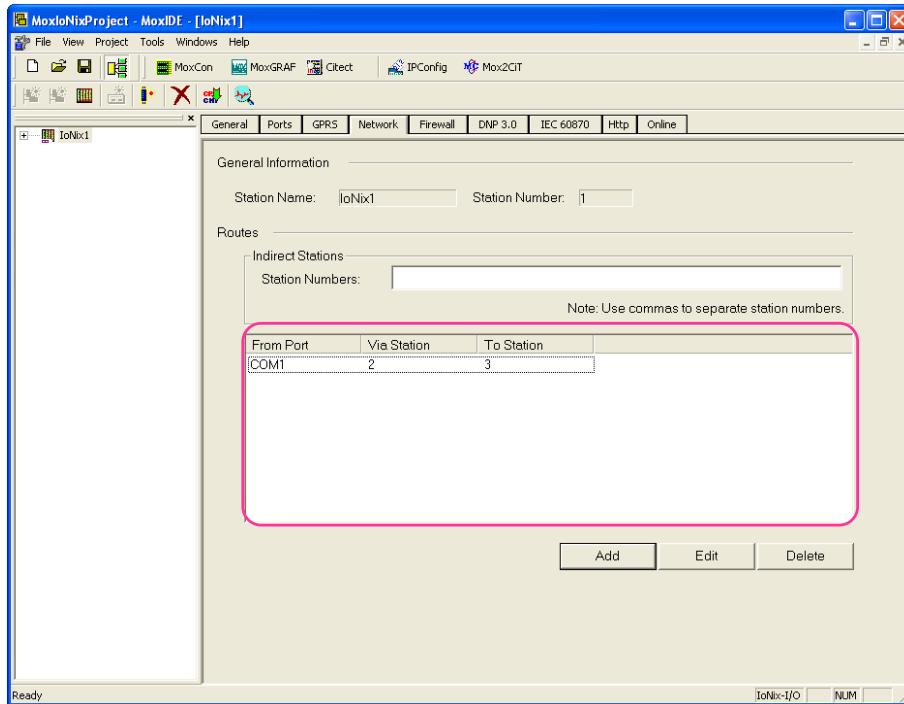 MoxIoNixProject - MoxIDE - [IoNix1]
File View Project Tools Windows Help
MoxCon MoxGRAF Citect IPConfig Mox2CiT
IoNix1
General Ports GPRS Network Firewall DNP 3.0 IEC 60870 Http Online
General Information
Station Name: IoNix1 Station Number: 1
Routes
Indirect Stations
Station Numbers:
Note: Use commas to separate station numbers.
From Port Via Station To Station
COM1 2 3
Add Edit Delete
Ready IoNix-I/O NUM